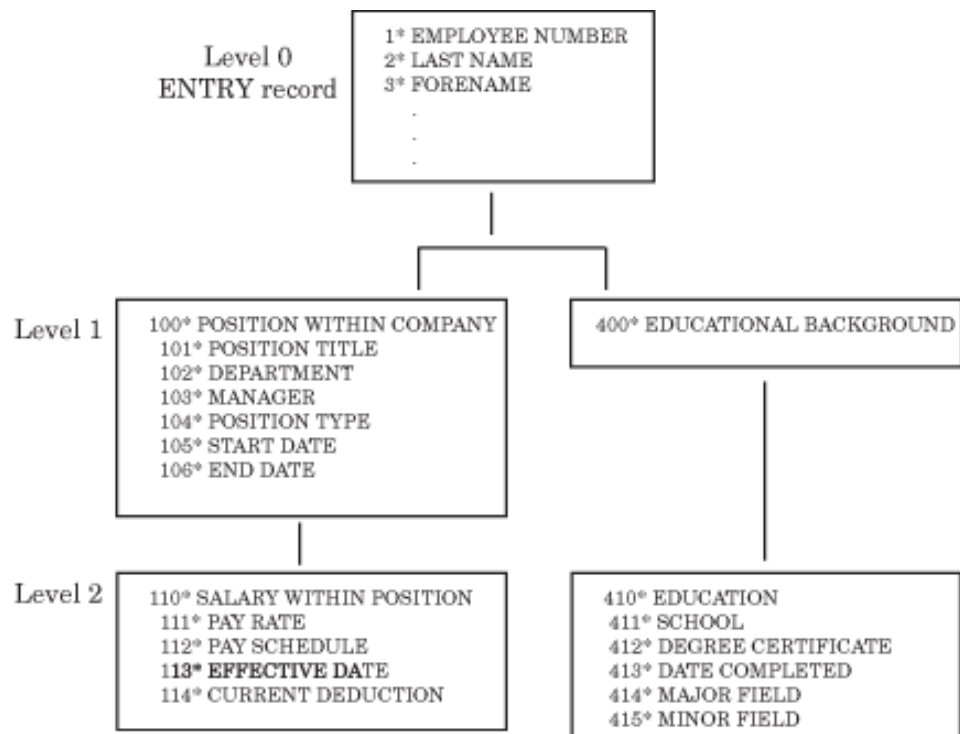 Level 0
ENTRY record
1* EMPLOYEE NUMBER
2* LAST NAME
3* FORENAME
.
.
.
Level 1
100* POSITION WITHIN COMPANY
101* POSITION TITLE
102* DEPARTMENT
103* MANAGER
104* POSITION TYPE
105* START DATE
106* END DATE
400* EDUCATIONAL BACKGROUND
Level 2
110* SALARY WITHIN POSITION
111* PAY RATE
112* PAY SCHEDULE
113* EFFECTIVE DATE
114* CURRENT DEDUCTION
410* EDUCATION
411* SCHOOL
412* DEGREE CERTIFICATE
413* DATE COMPLETED
414* MAJOR FIELD
415* MINOR FIELD